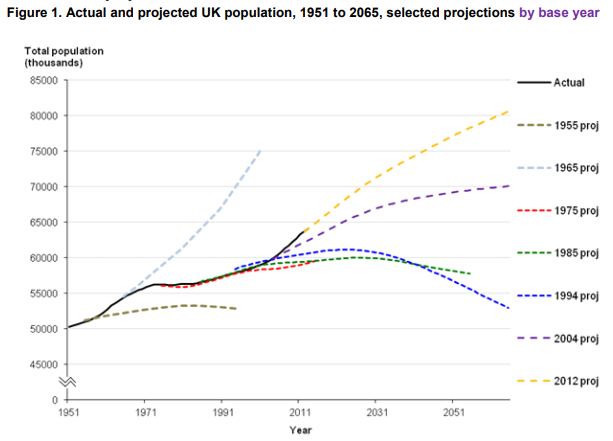 Figure 1. Actual and projected UK population, 1951 to 2065, selected projections by base year
Total population
(thousands)
85000
80000
75000
70000
65000
60000
55000
50000
45000
0
1951
1971
1991
2011
2031
2051
Year
Actual
1955 proj
1965 proj
1975 proj
1985 proj
1994 proj
2004 proj
2012 proj